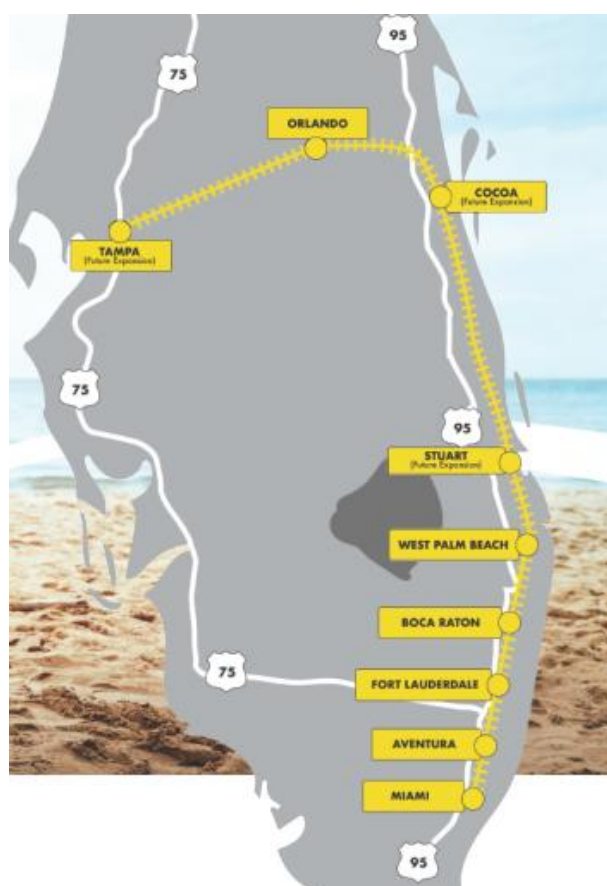 95
75
ORLANDO
COCOA
(Future Expansion)
TAMPA
(Future Expansion)
75
95
STUART
(Future Expansion)
WEST PALM BEACH
BOCA RATON
75
FORT LAUDERDALE
AVENTURA
MIAMI
95